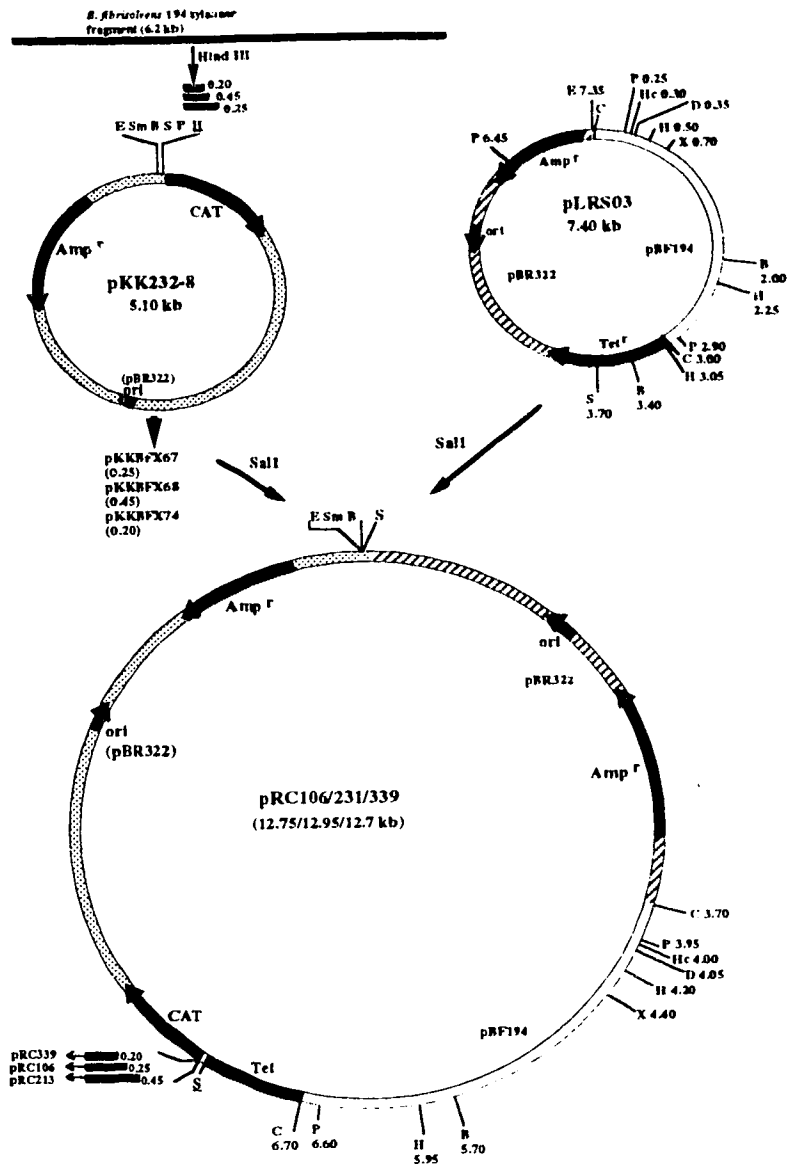 B. fibrisolvens 194 xylanase
fragment (6.2 kb)
Hind III
0.20
0.45
0.25
E Sm B S P H
CAT
Amp r
pKK232-8
5.10 kb
(pBR322)
ori
pKKBFX67
(0.25)
pKKBFX68
(0.45)
pKKBFX74
(0.20)
Sal1
E 7.35
C
P 0.25
Hc 0.30
D 0.35
H 0.50
X 0.70
P 6.45
Amp r
pLRS03
7.40 kb
ori
pBR322
pBF194
B
2.00
H
2.25
P 2.90
C 3.00
H 3.05
Tet r
S
3.70
B
3.40
Sal1
E Sm B S
Amp r
ori
pBR322
ori
(pBR322)
Amp r
pRC106/231/339
(12.75/12.95/12.7 kb)
C 3.70
P 3.95
Hc 4.00
D 4.05
H 4.20
X 4.40
pBF194
CAT
Tet
pRC339 0.20
pRC106 0.25
pRC213 0.45
S
C
6.70
P
6.60
H
5.95
B
5.70